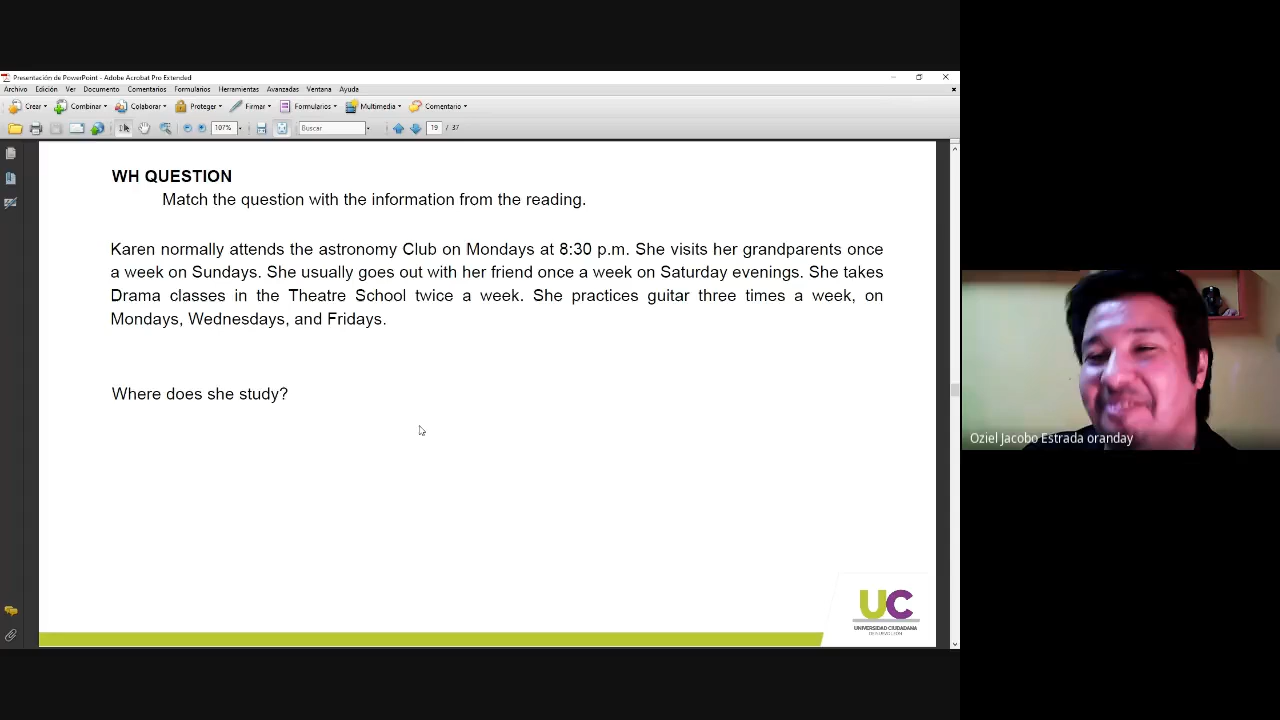 Presentación de PowerPoint - Adobe Acrobat Pro Extended
Archivo Edición Ver Documento Comentarios Formularios Herramientas Avanzadas Ventana Ayuda
Crear Combinar Colaborar Proteger Firmar Formularios Multimedia Comentario
107% Buscar 19 / 37
WH QUESTION
Match the question with the information from the reading.
Karen normally attends the astronomy Club on Mondays at 8:30 p.m. She visits her grandparents once
a week on Sundays. She usually goes out with her friend once a week on Saturday evenings. She takes
Drama classes in the Theatre School twice a week. She practices guitar three times a week, on
Mondays, Wednesdays, and Fridays.
Where does she study?
Oziel Jacobo Estrada oranday
UC
UNIVERSIDAD CIUDADANA
DE NUEVO LEÓN